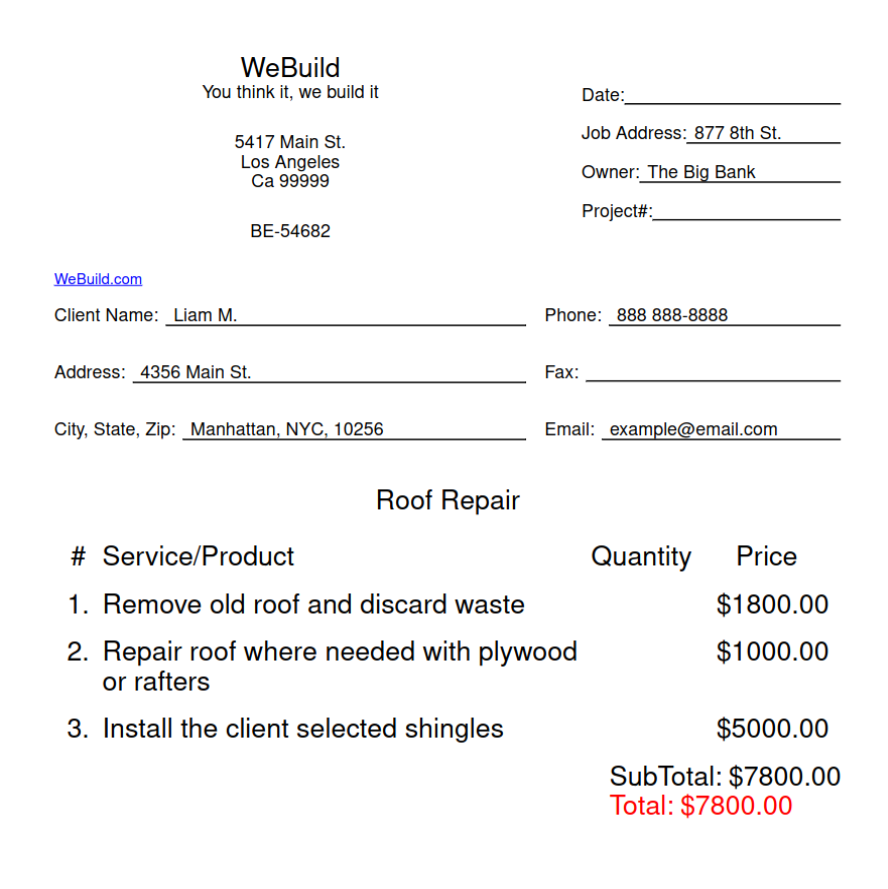 WeBuild
You think it, we build it
5417 Main St.
Los Angeles
Ca 99999
BE-54682
Date:
Job Address: 877 8th St.
Owner: The Big Bank
Project#:
WeBuild.com
Client Name: Liam M.
Phone: 888 888-8888
Address: 4356 Main St.
Fax:
City, State, Zip: Manhattan, NYC, 10256
Email: example@email.com
Roof Repair
# Service/Product Quantity Price
1. Remove old roof and discard waste $1800.00
2. Repair roof where needed with plywood $1000.00
or rafters
3. Install the client selected shingles $5000.00
SubTotal: $7800.00
Total: $7800.00